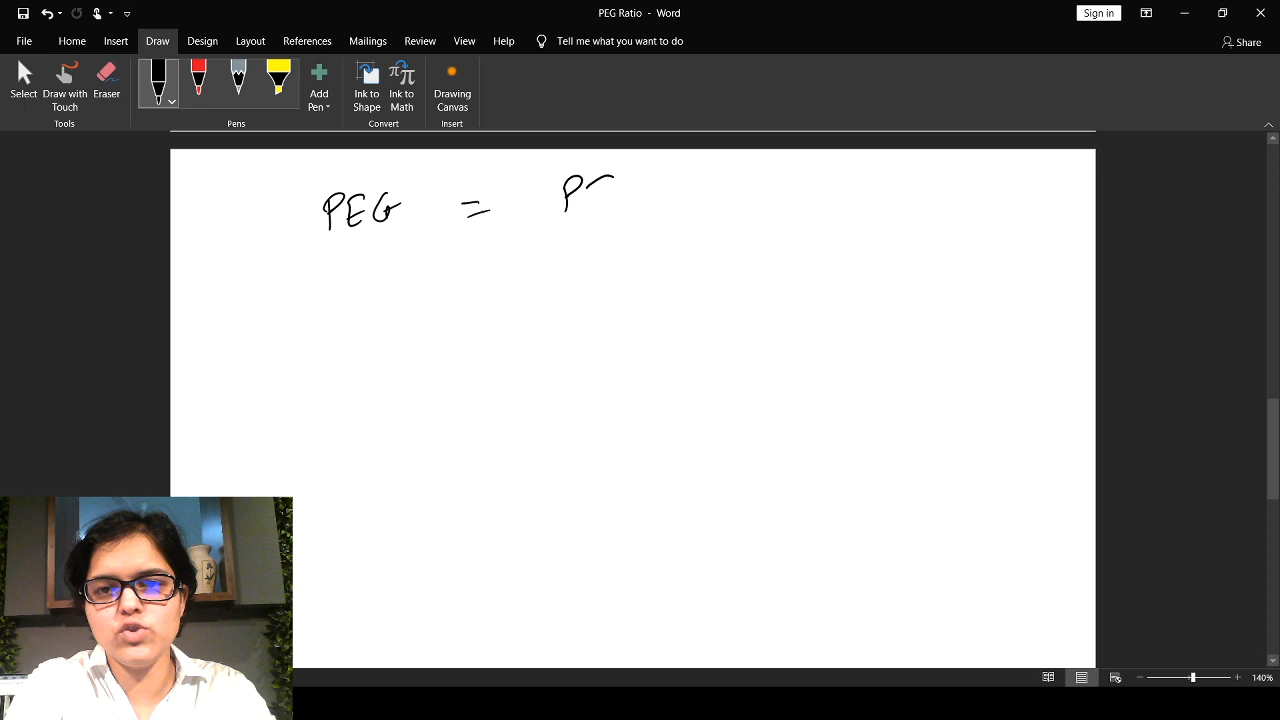 PEG Ratio - Word
Sign in
File Home Insert Draw Design Layout References Mailings Review View Help Tell me what you want to do
Share
Select
Draw with Touch
Eraser
Add Pen
Ink to Shape
Ink to Math
Drawing Canvas
Tools
Pens
Convert
Insert
PEG = P
140%